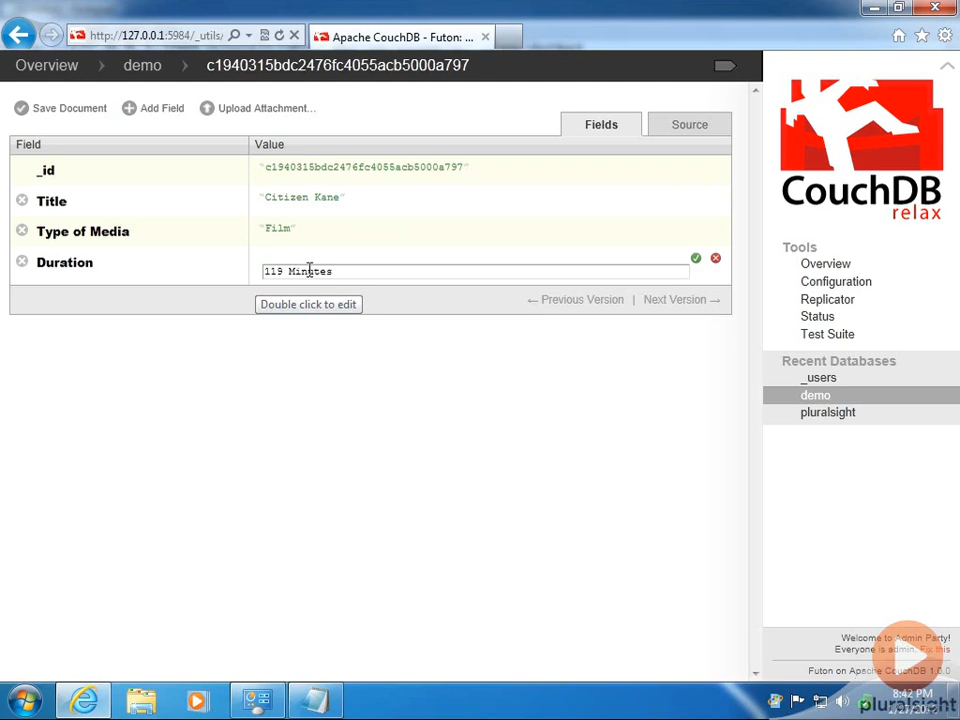 http://127.0.0.1:5984/_utils/
Apache CouchDB - Futon: ...
Overview
demo
c1940315bdc2476fc4055acb5000a797
Save Document
Add Field
Upload Attachment...
Fields
Source
Field
Value
_id
"c1940315bdc2476fc4055acb5000a797"
Title
"Citizen Kane"
Type of Media
"Film"
Duration
119 Minutes
Double click to edit
← Previous Version | Next Version →
CouchDB
relax
Tools
Overview
Configuration
Replicator
Status
Test Suite
Recent Databases
_users
demo
pluralsight
Welcome to Admin Party!
Everyone is admin. Fix this
Futon on Apache CouchDB 1.0.0
8:42 PM
pluralsight